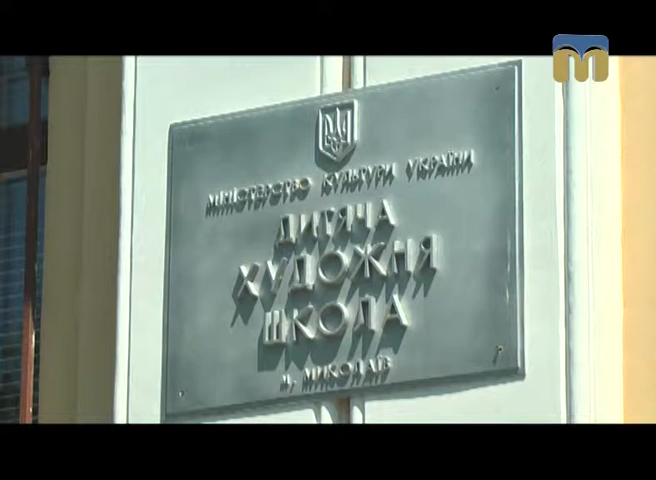 МІНІСТЕРСТВО КУЛЬТУРИ УКРАЇНИ
ДИТЯЧА
ХУДОЖНЯ
ШКОЛА
м. МИКОЛАЇВ